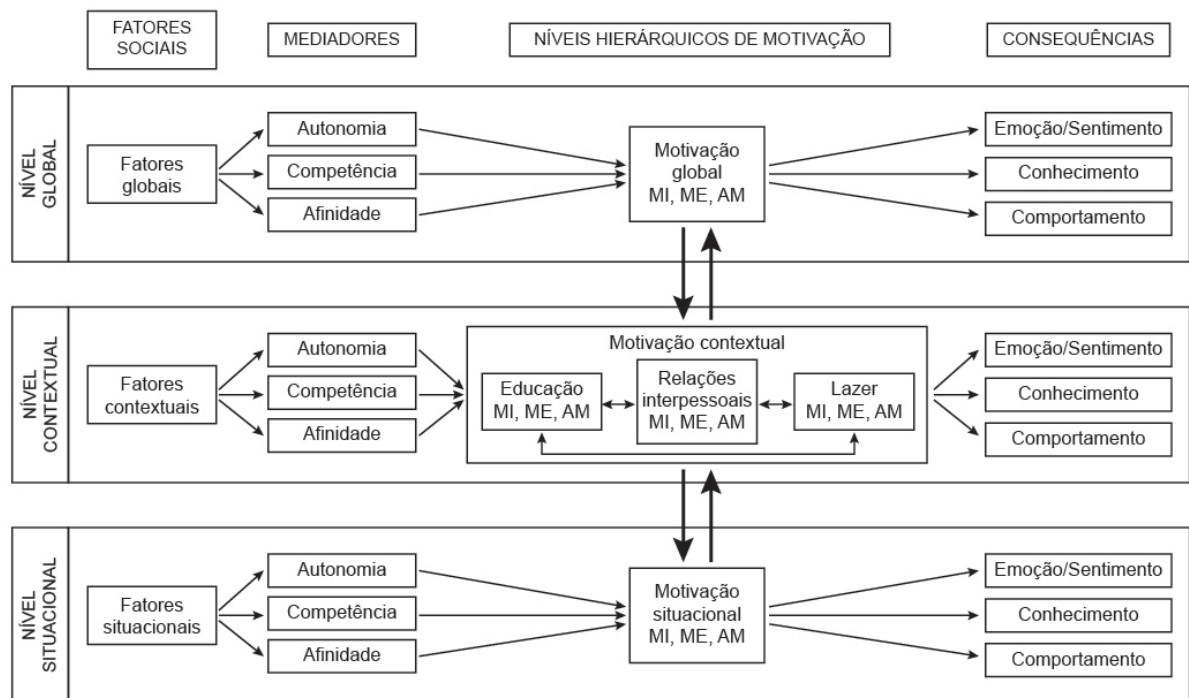 FATORES
SOCIAIS
MEDIADORES
NÍVEIS HIERÁRQUICOS DE MOTIVAÇÃO
CONSEQUÊNCIAS
NÍVEL
GLOBAL
Fatores
globais
Autonomia
Competência
Afinidade
Motivação
global
MI, ME, AM
Emoção/Sentimento
Conhecimento
Comportamento
NÍVEL
CONTEXTUAL
Fatores
contextuais
Autonomia
Competência
Afinidade
Motivação contextual
Educação
MI, ME, AM
Relações
interpessoais
MI, ME, AM
Lazer
MI, ME, AM
Emoção/Sentimento
Conhecimento
Comportamento
NÍVEL
SITUACIONAL
Fatores
situacionais
Autonomia
Competência
Afinidade
Motivação
situacional
MI, ME, AM
Emoção/Sentimento
Conhecimento
Comportamento